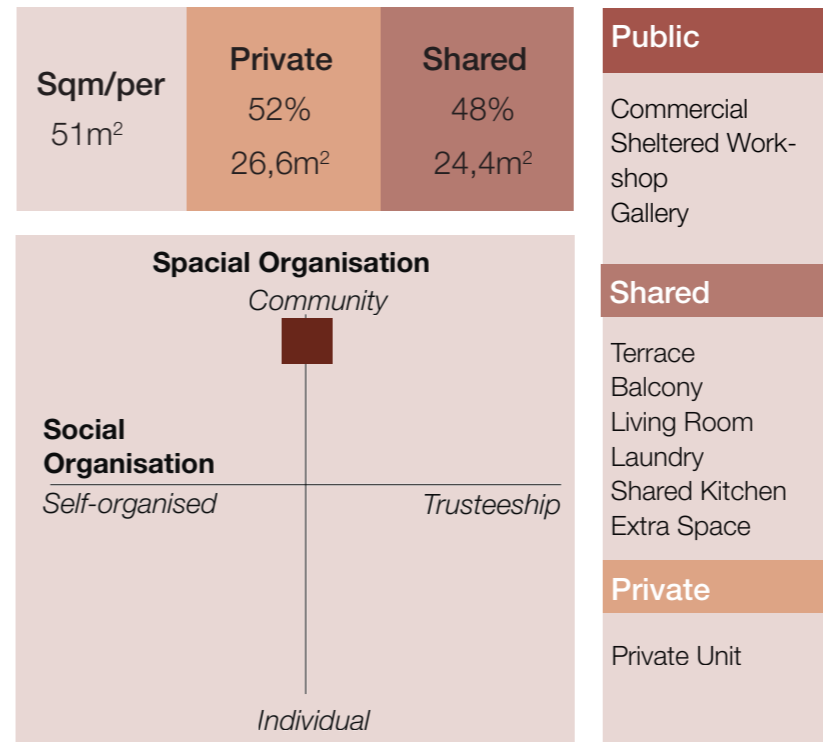 Sqm/per
51m²
Private
52%
26,6m²
Shared
48%
24,4m²
Spacial Organisation
Community
Social
Organisation
Self-organised
Trusteeship
Individual
Public
Commercial
Sheltered Work-
shop
Gallery
Shared
Terrace
Balcony
Living Room
Laundry
Shared Kitchen
Extra Space
Private
Private Unit